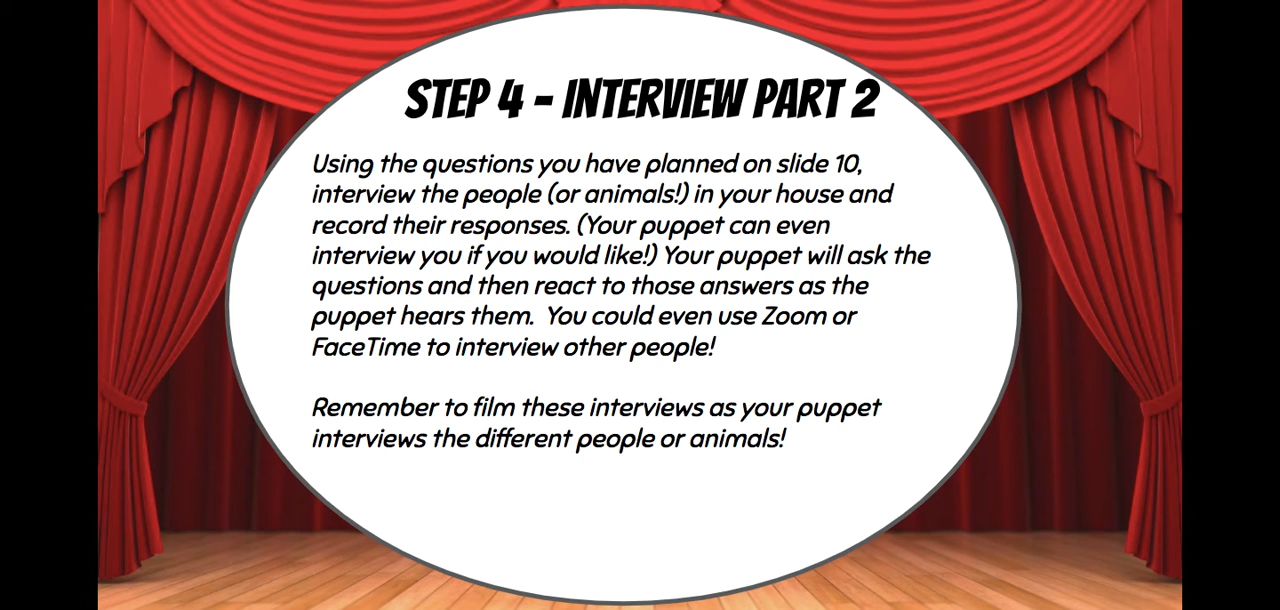 STEP 4 - INTERVIEW PART 2
Using the questions you have planned on slide 10,
interview the people (or animals!) in your house and
record their responses. (Your puppet can even
interview you if you would like!) Your puppet will ask the
questions and then react to those answers as the
puppet hears them.  You could even use Zoom or
FaceTime to interview other people!
Remember to film these interviews as your puppet
interviews the different people or animals!